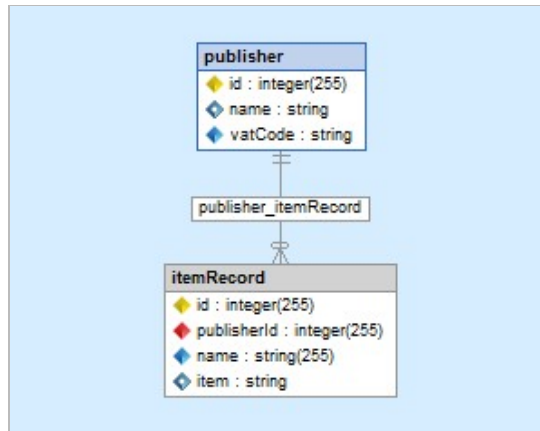 publisher
id : integer(255)
name : string
vatCode : string
publisher_itemRecord
itemRecord
id : integer(255)
publisherId : integer(255)
name : string(255)
item : string